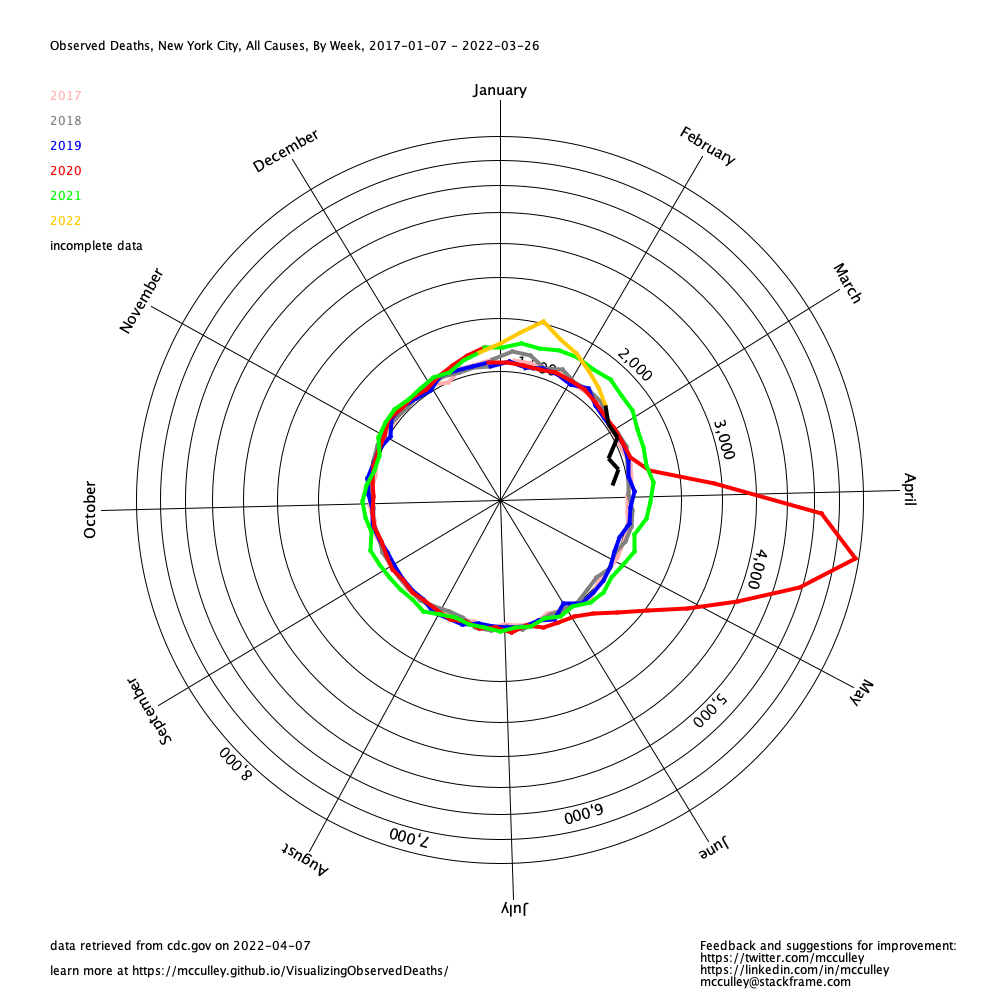 Observed Deaths, New York City, All Causes, By Week, 2017-01-07 - 2022-03-26
January
2017
2018
2019
2020
2021
2022
incomplete data
December
February
November
March
1,000
2,000
3,000
October
April
4,000
September
May
5,000
8,000
6,000
7,000
August
June
July
data retrieved from cdc.gov on 2022-04-07
learn more at https://mcculley.github.io/VisualizingObservedDeaths/
Feedback and suggestions for improvement:
https://twitter.com/mcculley
https://linkedin.com/in/mcculley
mcculley@stackframe.com